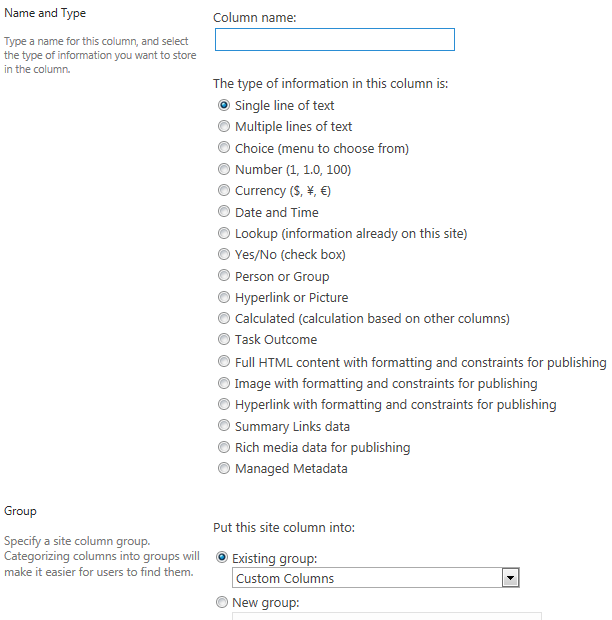 Name and Type
Type a name for this column, and select
the type of information you want to store
in the column.
Column name:
The type of information in this column is:
Single line of text
Multiple lines of text
Choice (menu to choose from)
Number (1, 1.0, 100)
Currency ($, ¥, €)
Date and Time
Lookup (information already on this site)
Yes/No (check box)
Person or Group
Hyperlink or Picture
Calculated (calculation based on other columns)
Task Outcome
Full HTML content with formatting and constraints for publishing
Image with formatting and constraints for publishing
Hyperlink with formatting and constraints for publishing
Summary Links data
Rich media data for publishing
Managed Metadata
Group
Specify a site column group.
Categorizing columns into groups will
make it easier for users to find them.
Put this site column into:
Existing group:
Custom Columns
New group: